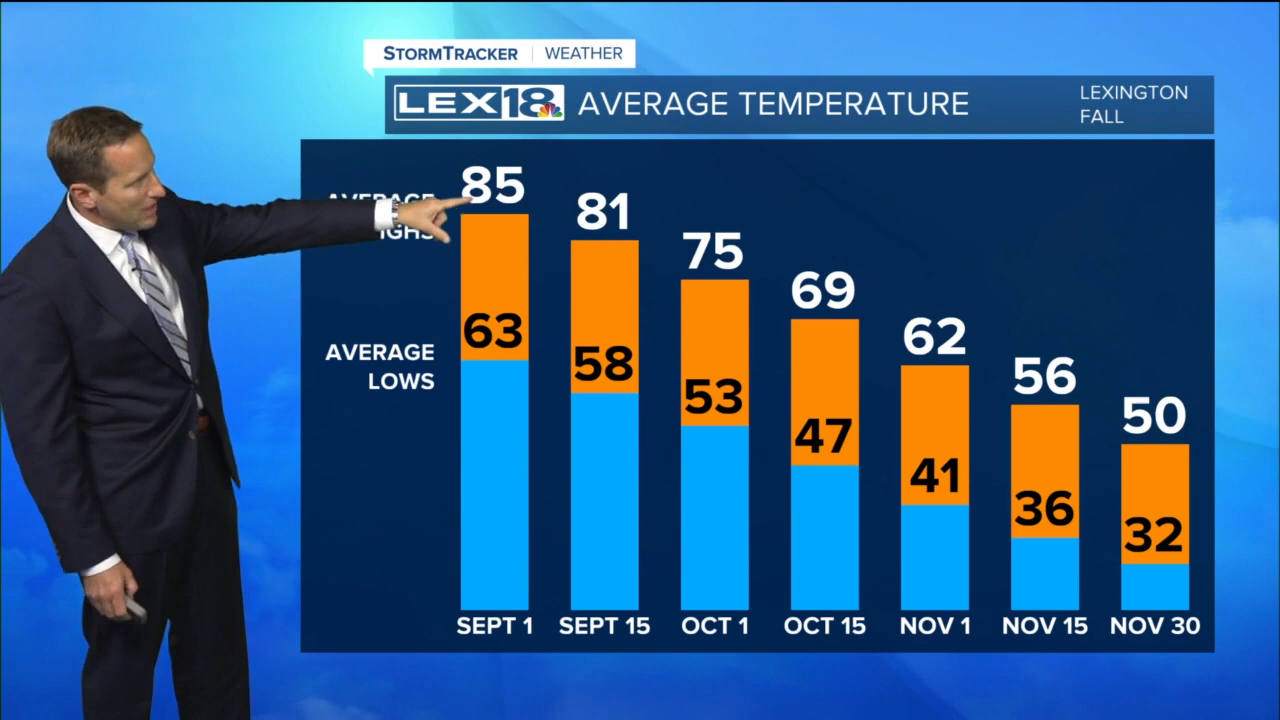 STORMTRACKER | WEATHER
LEX18 AVERAGE TEMPERATURE
LEXINGTON
FALL
AVERAGE
85
81
75
69
62
56
50
AVERAGE
LOWS
63
58
53
47
41
36
32
SEPT 1
SEPT 15
OCT 1
OCT 15
NOV 1
NOV 15
NOV 30